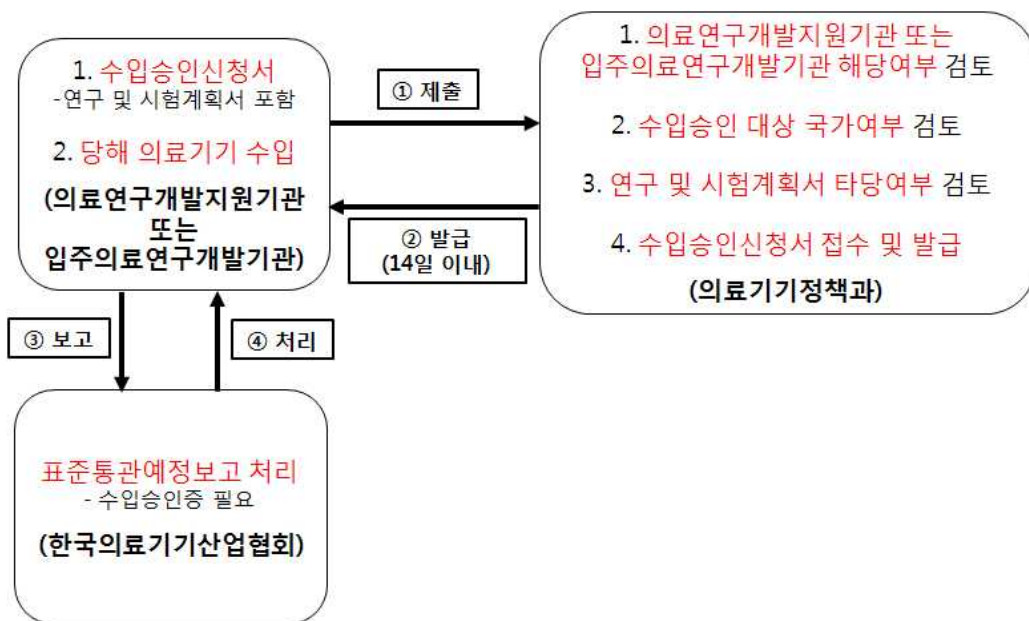 1. 수입승인신청서
-연구 및 시험계획서 포함
2. 당해 의료기기 수입
(의료연구개발지원기관
또는
입주의료연구개발기관)
① 제출
② 발급
(14일 이내)
1. 의료연구개발지원기관 또는
입주의료연구개발기관 해당여부 검토
2. 수입승인 대상 국가여부 검토
3. 연구 및 시험계획서 타당여부 검토
4. 수입승인신청서 접수 및 발급
(의료기기정책과)
③ 보고
④ 처리
표준통관예정보고 처리
- 수입승인증 필요
(한국의료기기산업협회)